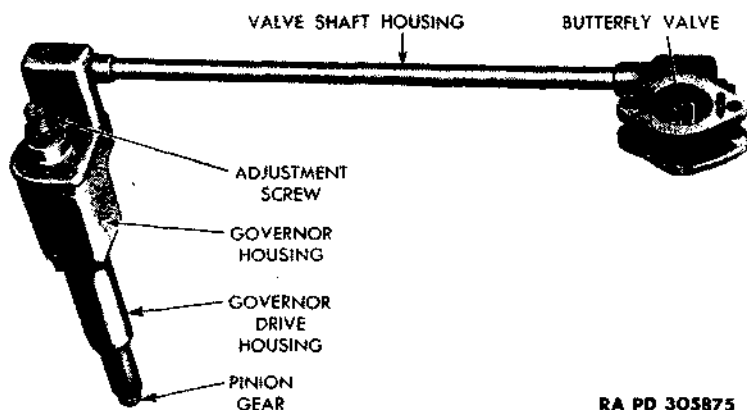 VALVE SHAFT HOUSING
BUTTERFLY VALVE
ADJUSTMENT
SCREW
GOVERNOR
HOUSING
GOVERNOR
DRIVE
HOUSING
PINION
GEAR
RA PD 305875